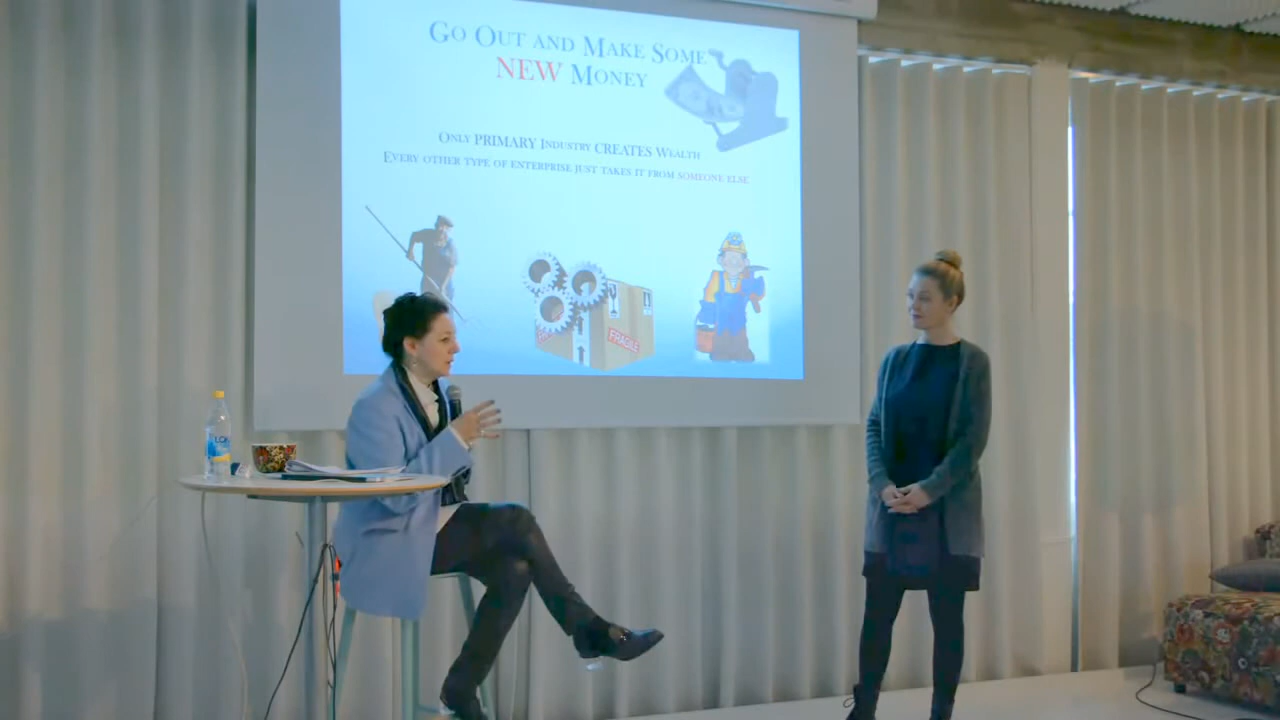 Go Out and Make Some
NEW Money
Only PRIMARY Industry CREATES Wealth
Every other type of enterprise just takes it from someone else
FRAGILE